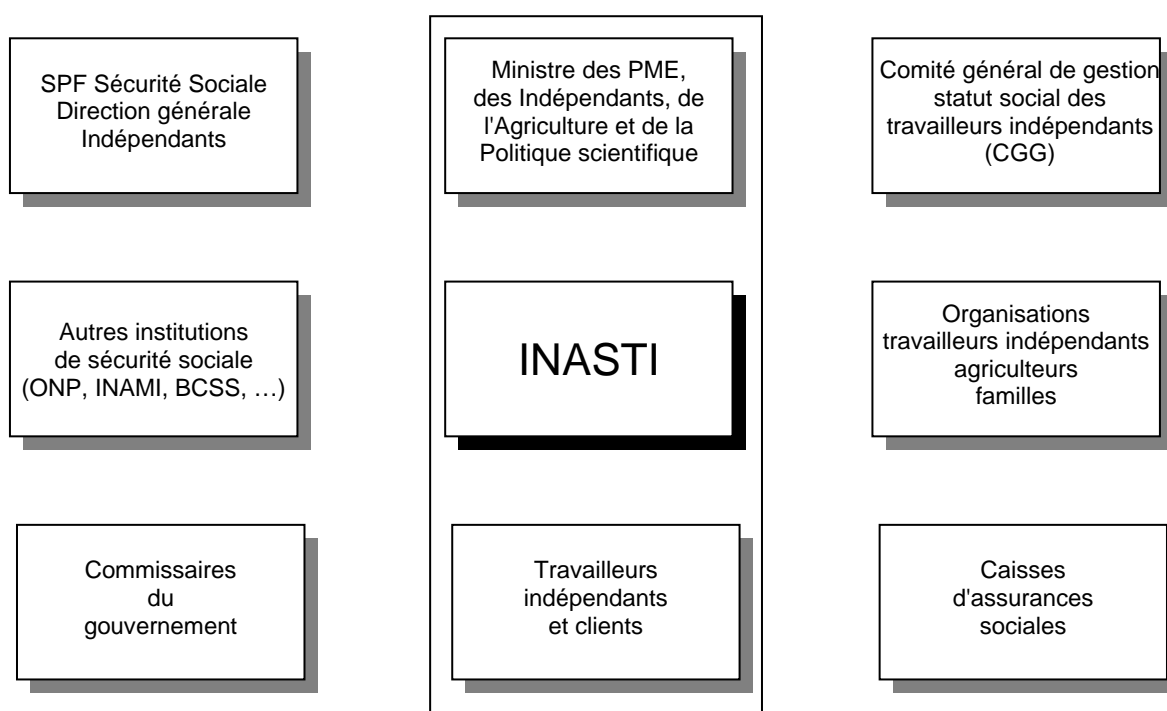 SPF Sécurité Sociale
Direction générale
Indépendants
Ministre des PME,
des Indépendants, de
l'Agriculture et de la
Politique scientifique
Comité général de gestion
statut social des
travailleurs indépendants
(CGG)
Autres institutions
de sécurité sociale
(ONP, INAMI, BCSS, …)
INASTI
Organisations
travailleurs indépendants
agriculteurs
familles
Commissaires
du
gouvernement
Travailleurs
indépendants
et clients
Caisses
d'assurances
sociales